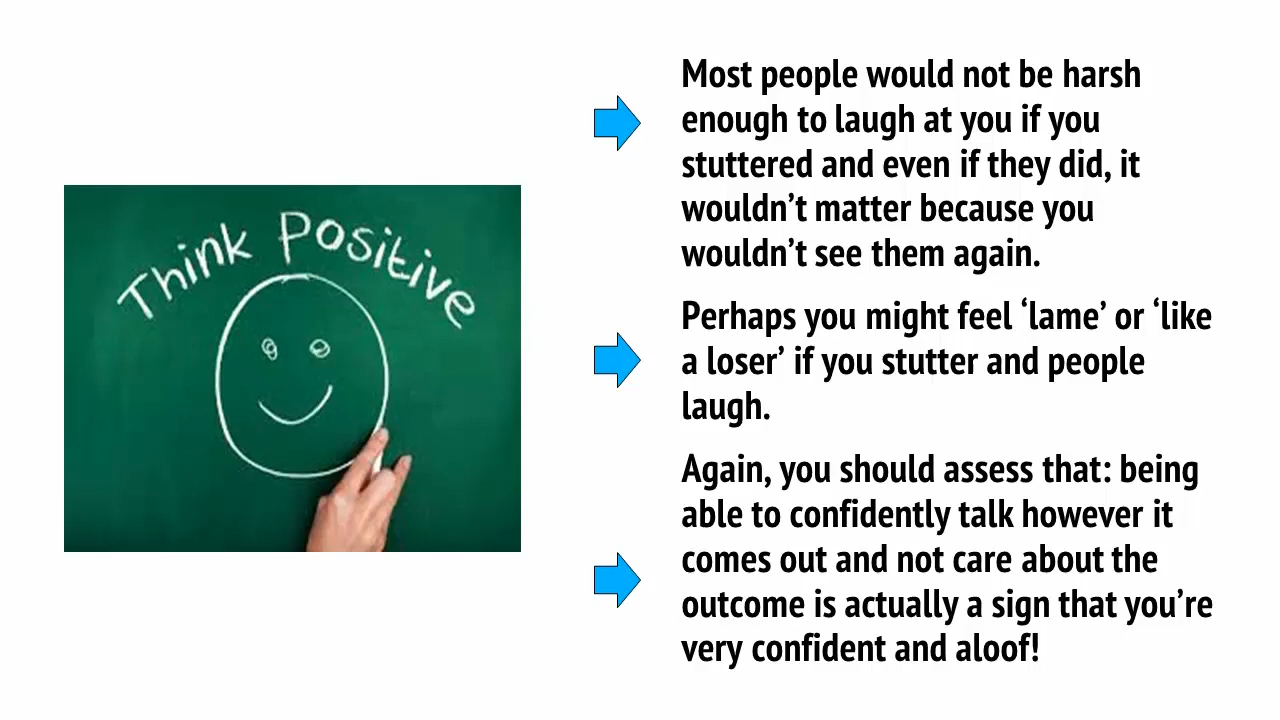 Think Positive
Most people would not be harsh
enough to laugh at you if you
stuttered and even if they did, it
wouldn’t matter because you
wouldn’t see them again.
Perhaps you might feel ‘lame’ or ‘like
a loser’ if you stutter and people
laugh.
Again, you should assess that: being
able to confidently talk however it
comes out and not care about the
outcome is actually a sign that you’re
very confident and aloof!